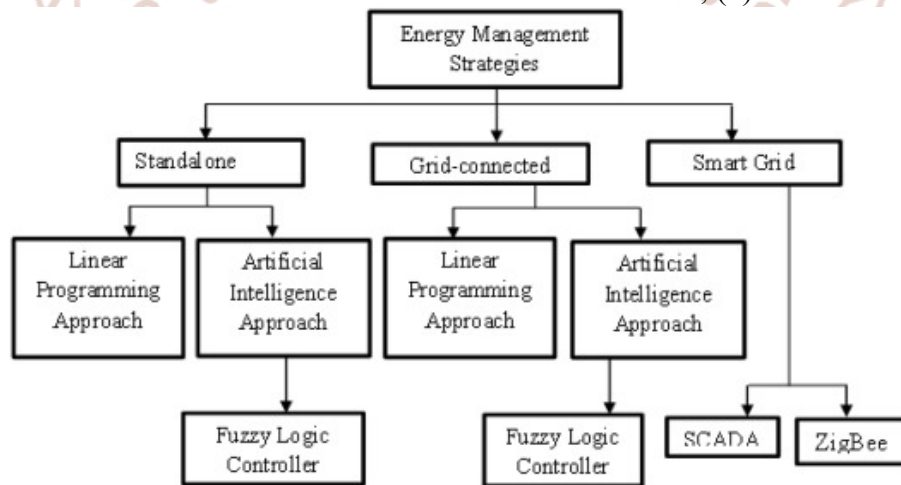 Energy Management
Strategies
Standalone
Grid-connected
Smart Grid
Linear
Programming
Approach
Artificial
Intelligence
Approach
Linear
Programming
Approach
Artificial
Intelligence
Approach
Fuzzy Logic
Controller
Fuzzy Logic
Controller
SCADA
ZigBee